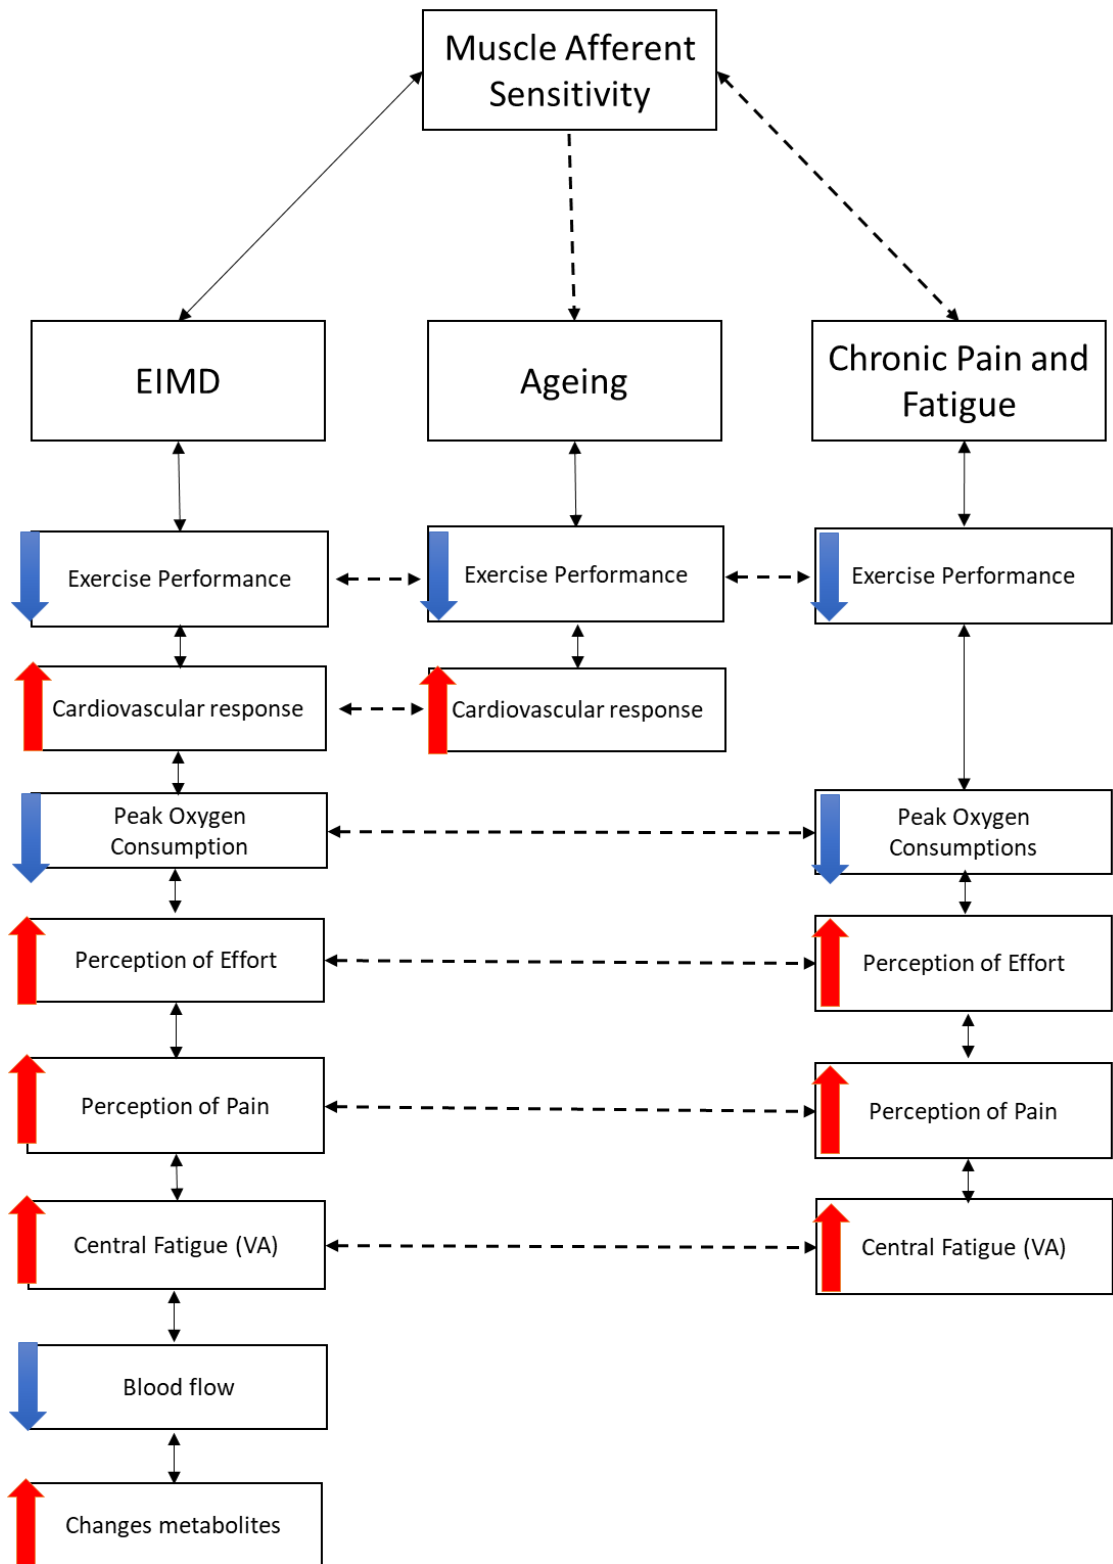 Muscle Afferent
Sensitivity
EIMD
Ageing
Chronic Pain and
Fatigue
Exercise Performance
Exercise Performance
Exercise Performance
Cardiovascular response
Cardiovascular response
Peak Oxygen
Consumption
Peak Oxygen
Consumptions
Perception of Effort
Perception of Effort
Perception of Pain
Perception of Pain
Central Fatigue (VA)
Central Fatigue (VA)
Blood flow
Changes metabolites